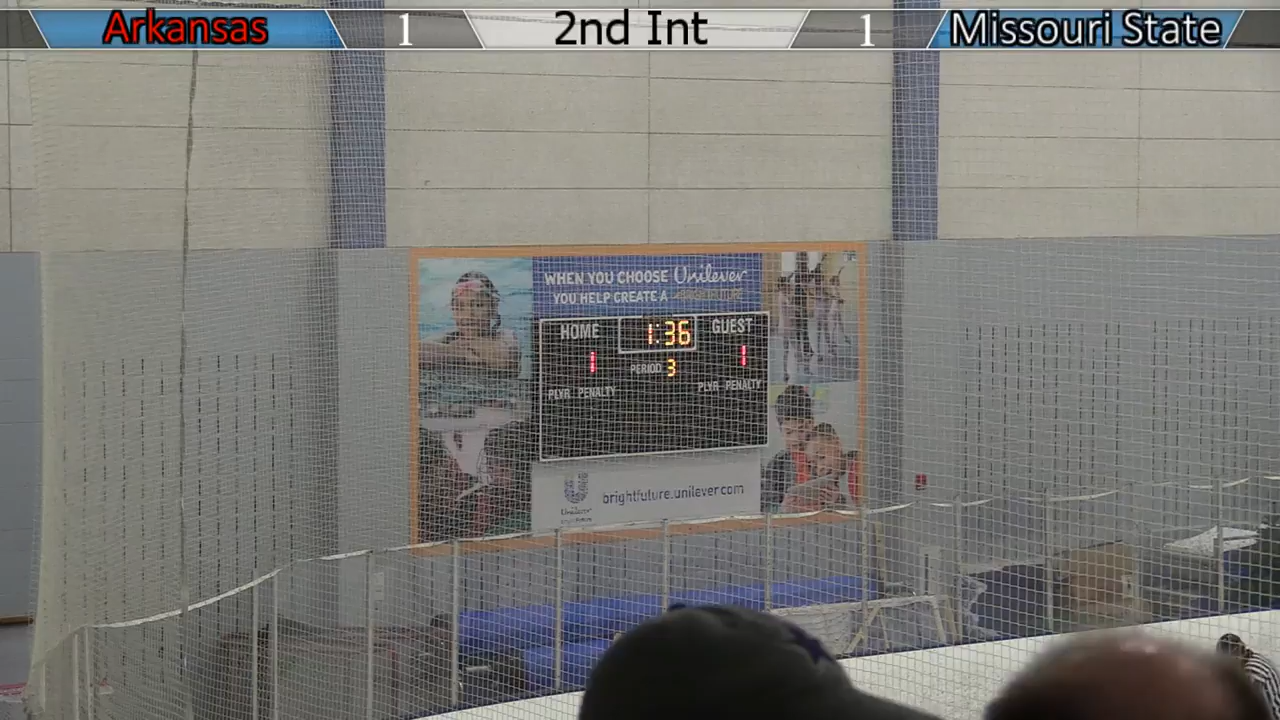 Arkansas 1 2nd Int 1 Missouri State
WHEN YOU CHOOSE Unilever
YOU HELP CREATE A
HOME 1:36 GUEST
1 PERIOD 3 1
PLYR PENALTY PLYR PENALTY
Unilever
brightfuture.unilever.com